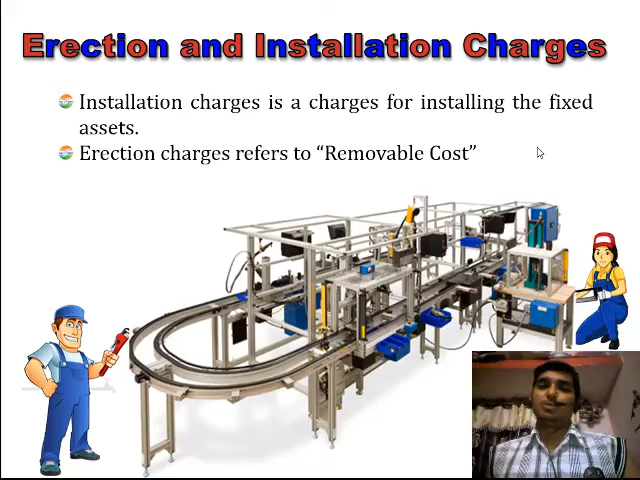 Erection and Installation Charges
Installation charges is a charges for installing the fixed
assets.
Erection charges refers to “Removable Cost”